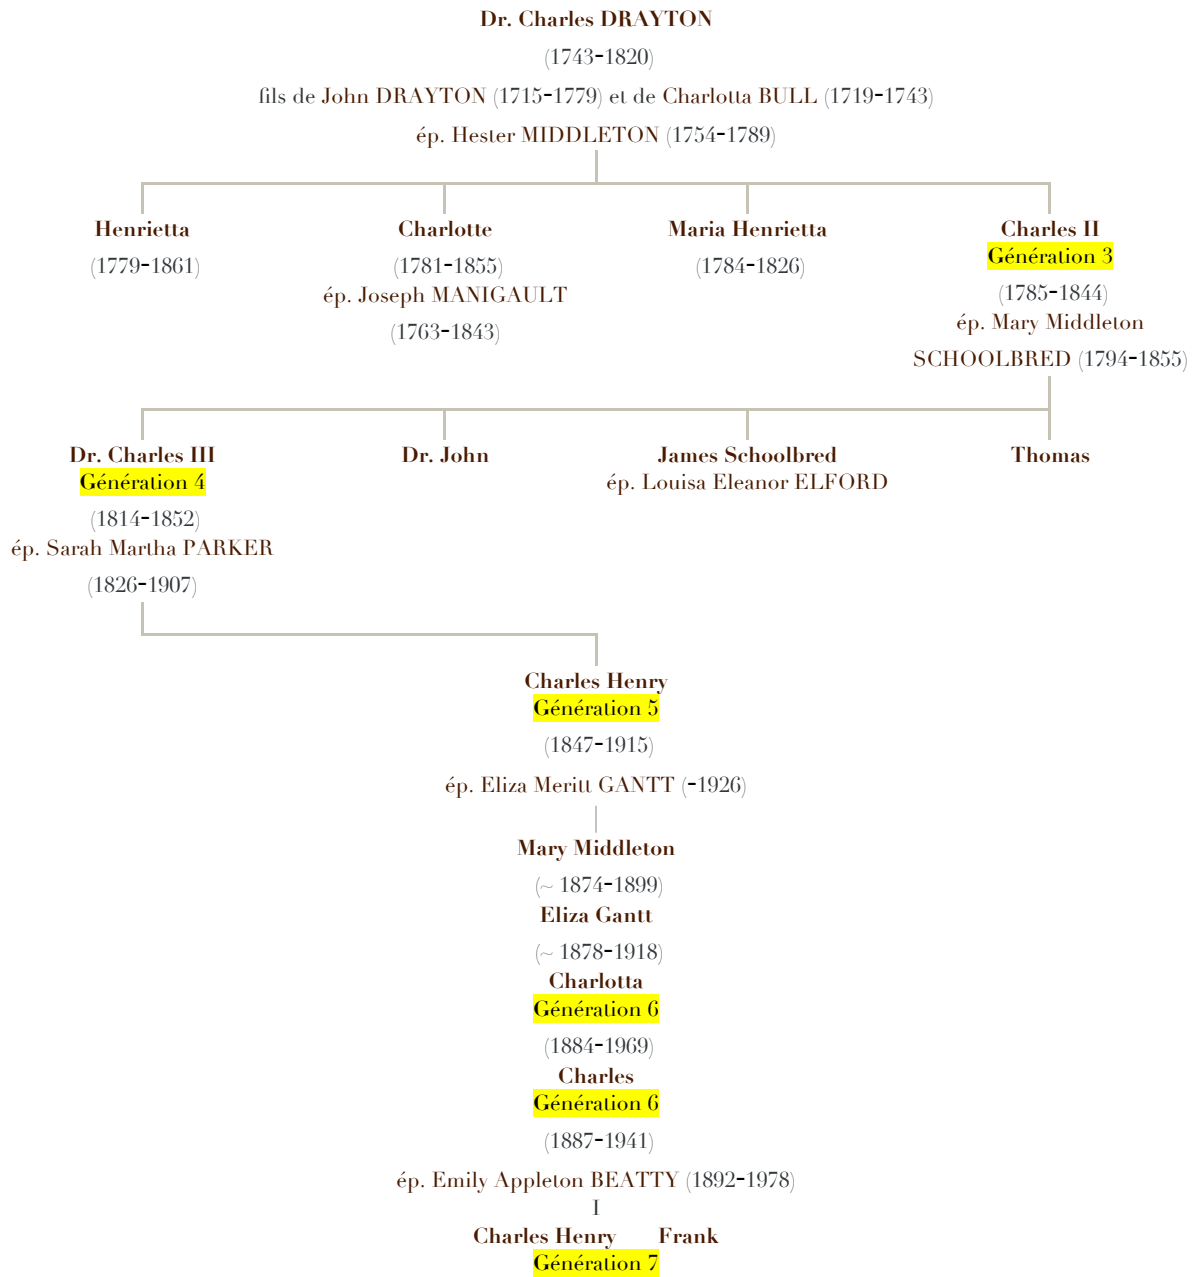 Dr. Charles DRAYTON
(1743-1820)
fils de John DRAYTON (1715-1779) et de Charlotta BULL (1719-1743)
ép. Hester MIDDLETON (1754-1789)
Henrietta
(1779-1861)
Charlotte
(1781-1855)
ép. Joseph MANIGAULT
(1763-1843)
Maria Henrietta
(1784-1826)
Charles II
Génération 3
(1785-1844)
ép. Mary Middleton
SCHOOLBRED (1794-1855)
Dr. Charles III
Génération 4
(1814-1852)
ép. Sarah Martha PARKER
(1826-1907)
Dr. John
James Schoolbred
ép. Louisa Eleanor ELFORD
Thomas
Charles Henry
Génération 5
(1847-1915)
ép. Eliza Meritt GANTT (-1926)
Mary Middleton
(~ 1874-1899)
Eliza Gantt
(~ 1878-1918)
Charlotta
Génération 6
(1884-1969)
Charles
Génération 6
(1887-1941)
ép. Emily Appleton BEATTY (1892-1978)
I
Charles Henry Frank
Génération 7